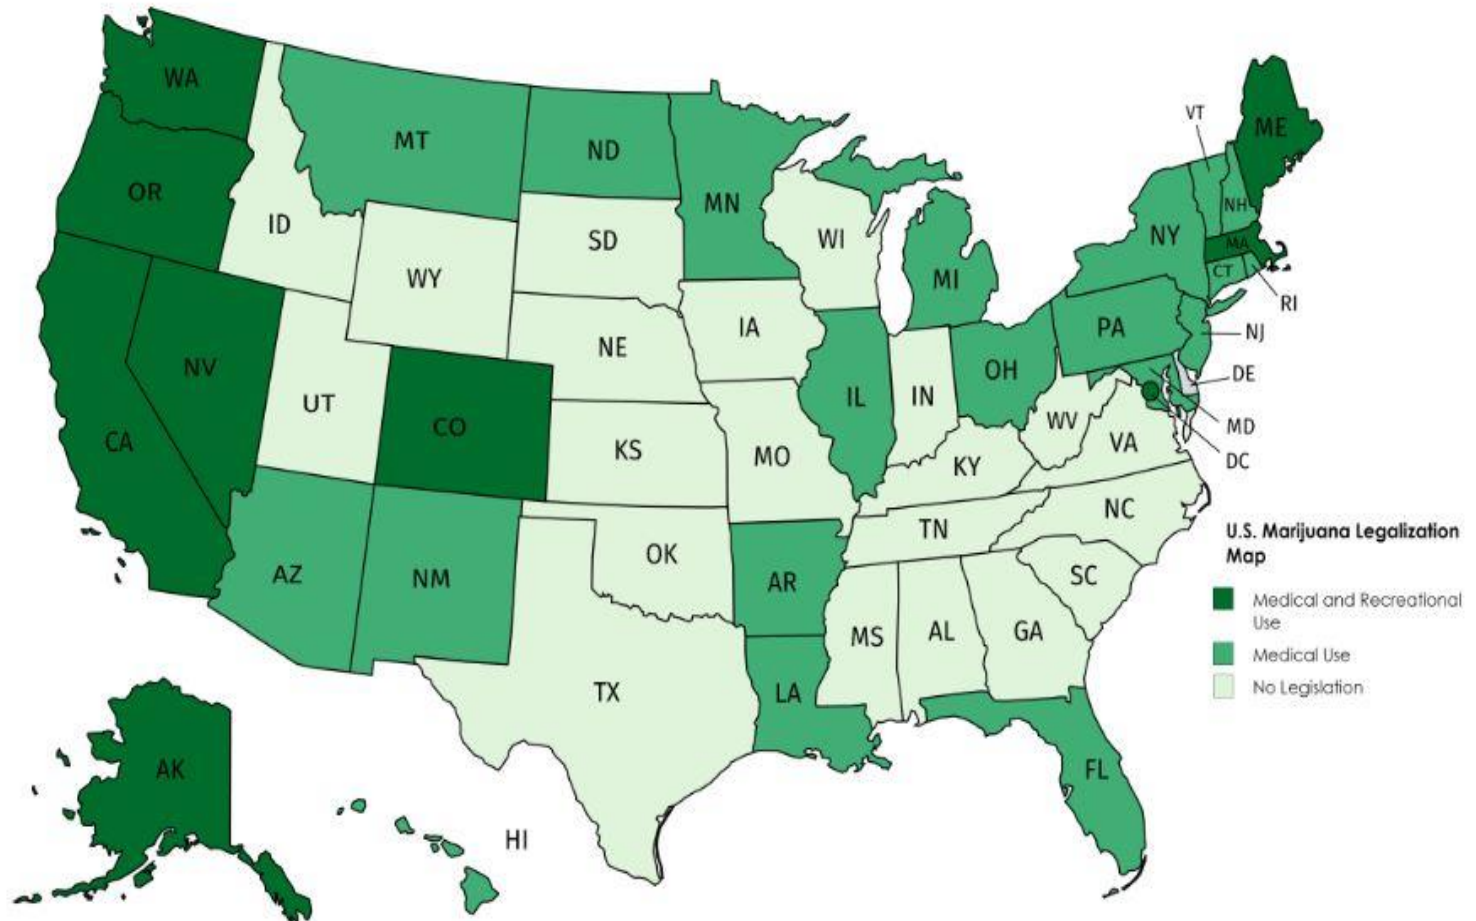 WA
MT
ND
MN
VT
ME
OR
ID
WY
SD
WI
MI
NY
NH
MA
CT
RI
NV
UT
CO
NE
IA
IL
IN
OH
PA
NJ
DE
MD
DC
CA
KS
MO
KY
WV
VA
AZ
NM
OK
AR
TN
NC
SC
TX
LA
MS
AL
GA
FL
AK
HI
U.S. Marijuana Legalization
Map
Medical and Recreational
Use
Medical Use
No Legislation